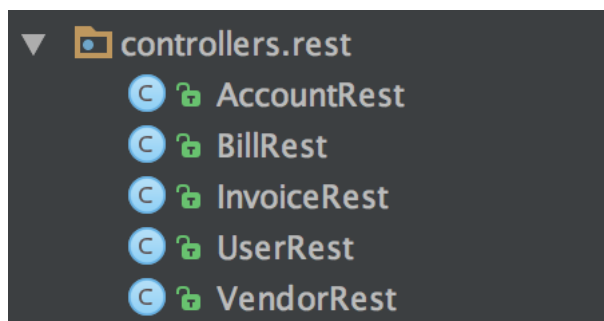 controllers.rest
C AccountRest
C BillRest
C InvoiceRest
C UserRest
C VendorRest